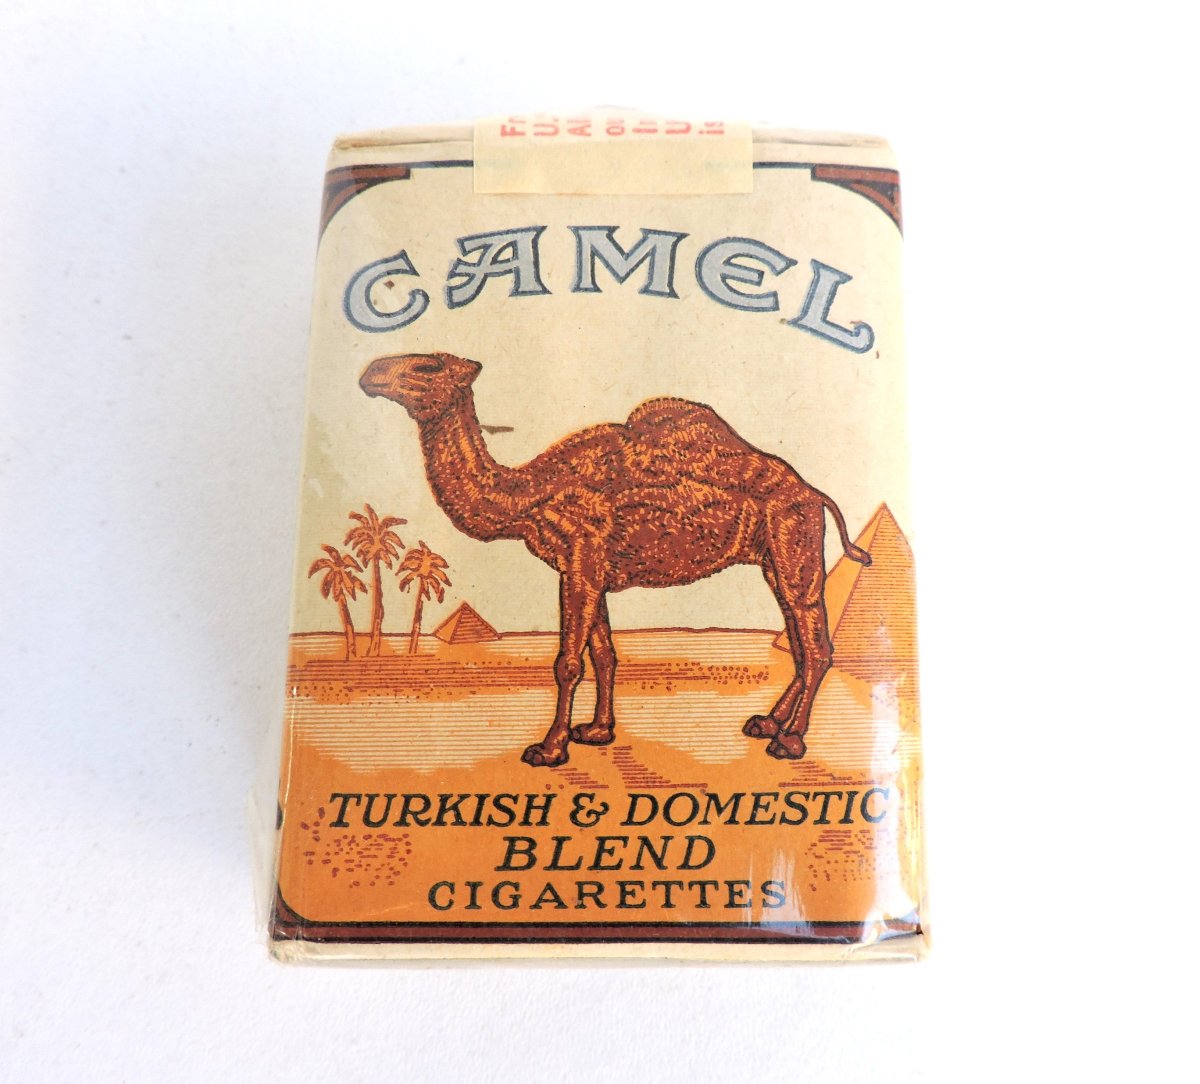 CAMEL
TURKISH & DOMESTIC
BLEND
CIGARETTES